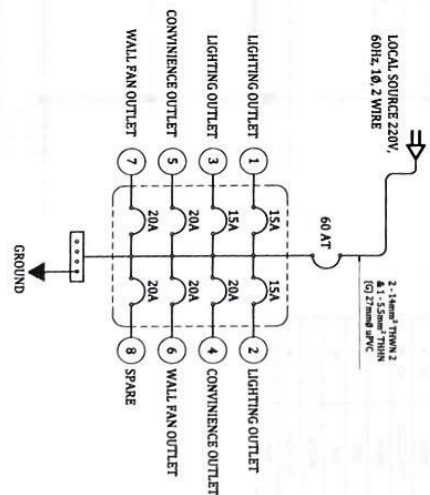 LOCAL SOURCE 220V,
60Hz, 1Ø, 2 WIRE
2 - 14mm² THWN 2
& 1 - 5.5mm² THHN
(G) 27mmø uPVC
60 AT
LIGHTING OUTLET
1
15A
15A
2
LIGHTING OUTLET
LIGHTING OUTLET
3
15A
20A
4
CONVINIENCE OUTLET
CONVINIENCE OUTLET
5
20A
20A
6
WALL FAN OUTLET
WALL FAN OUTLET
7
20A
20A
8
SPARE
GROUND